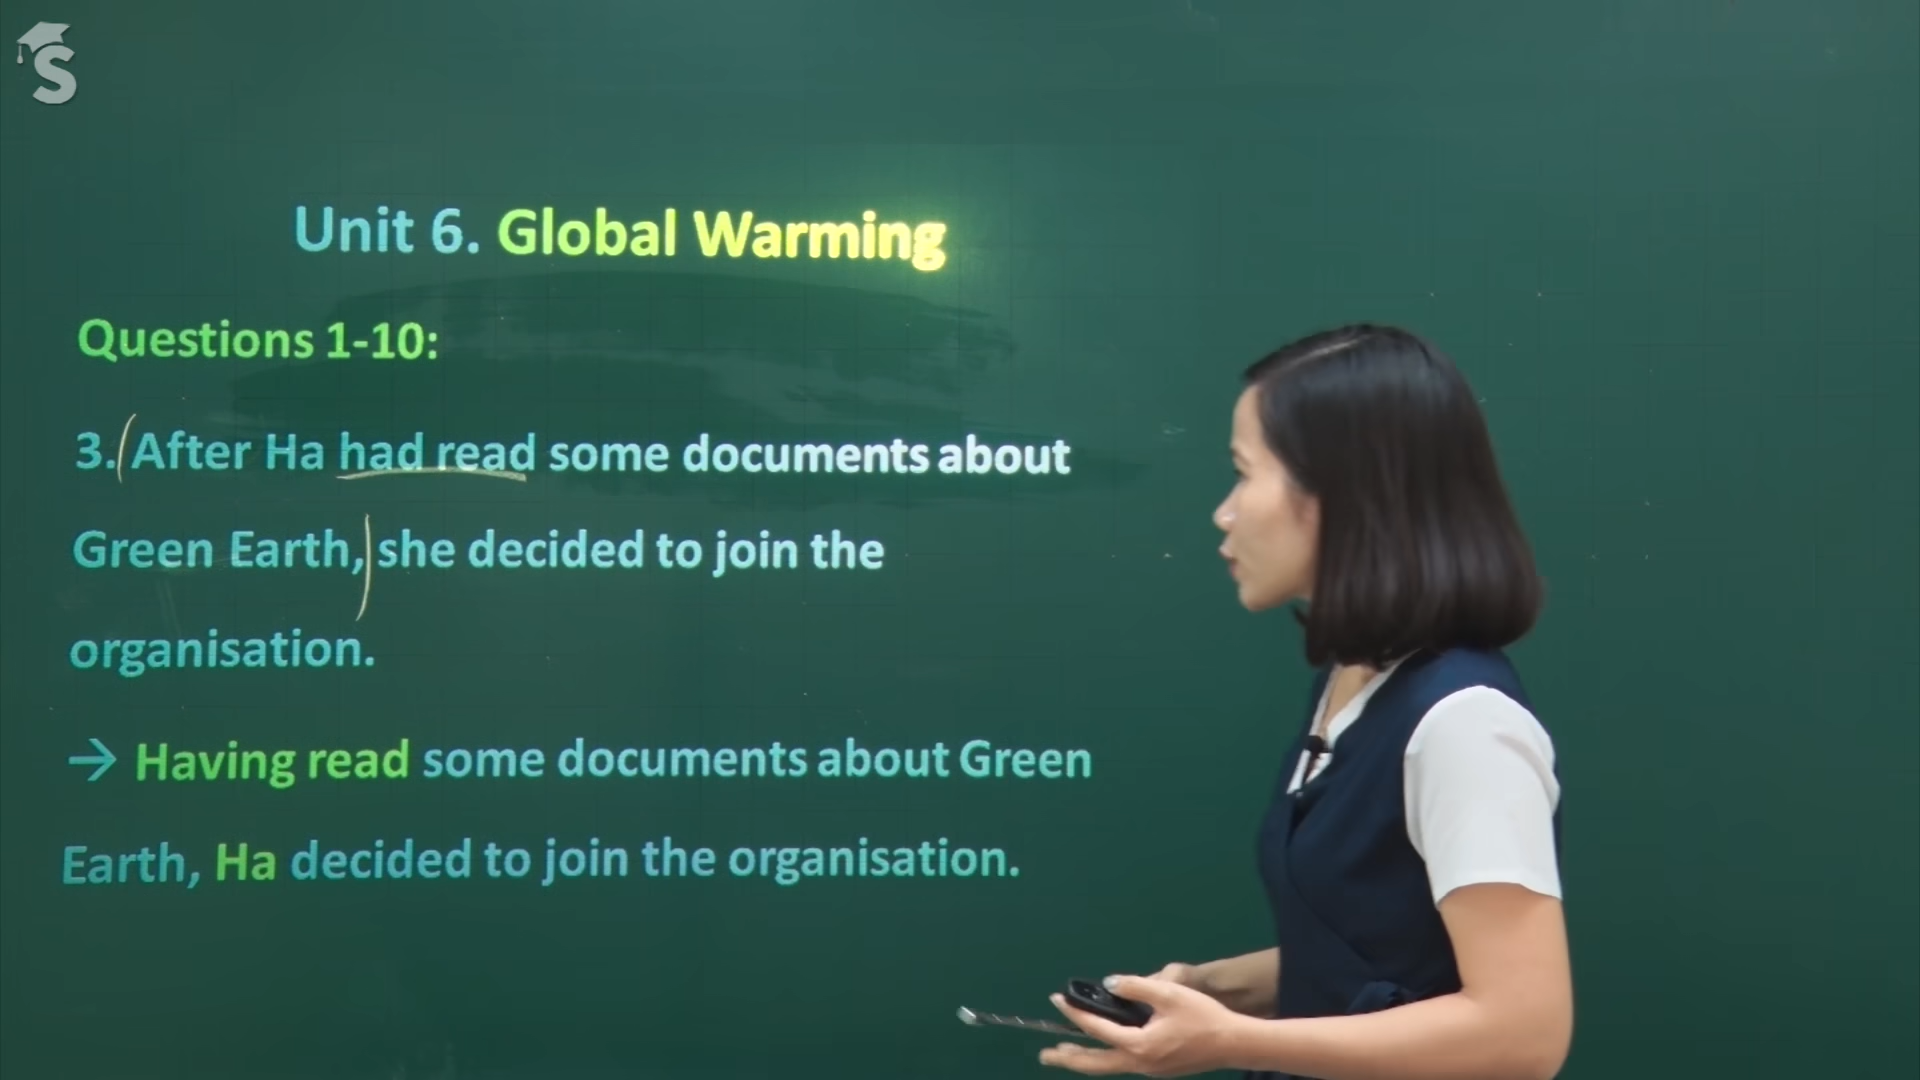 S
Unit 6. Global Warming
Questions 1-10:
3. After Ha had read some documents about
Green Earth, she decided to join the
organisation.
→ Having read some documents about Green
Earth, Ha decided to join the organisation.